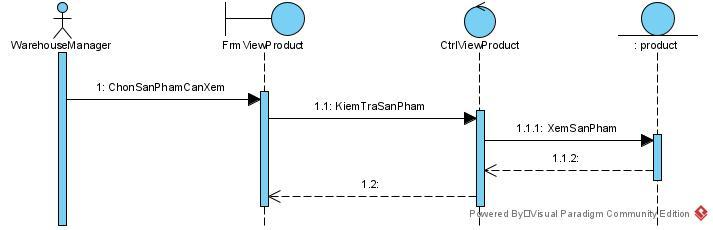 WarehouseManager
FrmViewProduct
CtrlViewProduct
: product
1: ChonSanPhamCanXem
1.1: KiemTraSanPham
1.1.1: XemSanPham
1.1.2:
1.2:
Powered By Visual Paradigm Community Edition